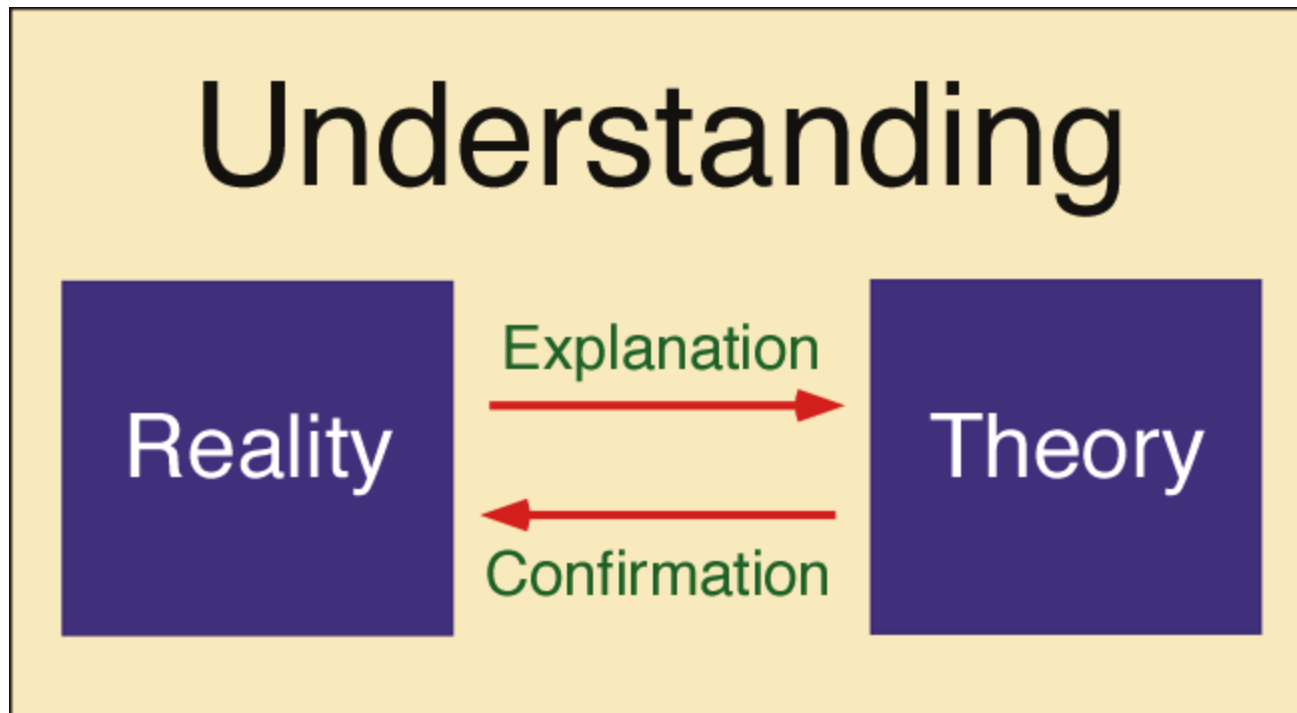 Understanding
Reality
Explanation
Confirmation
Theory